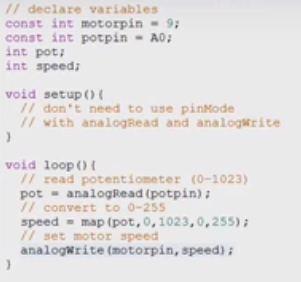 // declare variables
const int motorpin = 9;
const int potpin = A0;
int pot;
int speed;
void setup(){
// don't need to use pinMode
// with analogRead and analogWrite
}
void loop(){
// read potentiometer (0-1023)
pot = analogRead(potpin);
// convert to 0-255
speed = map(pot,0,1023,0,255);
// set motor speed
analogWrite(motorpin,speed);
}